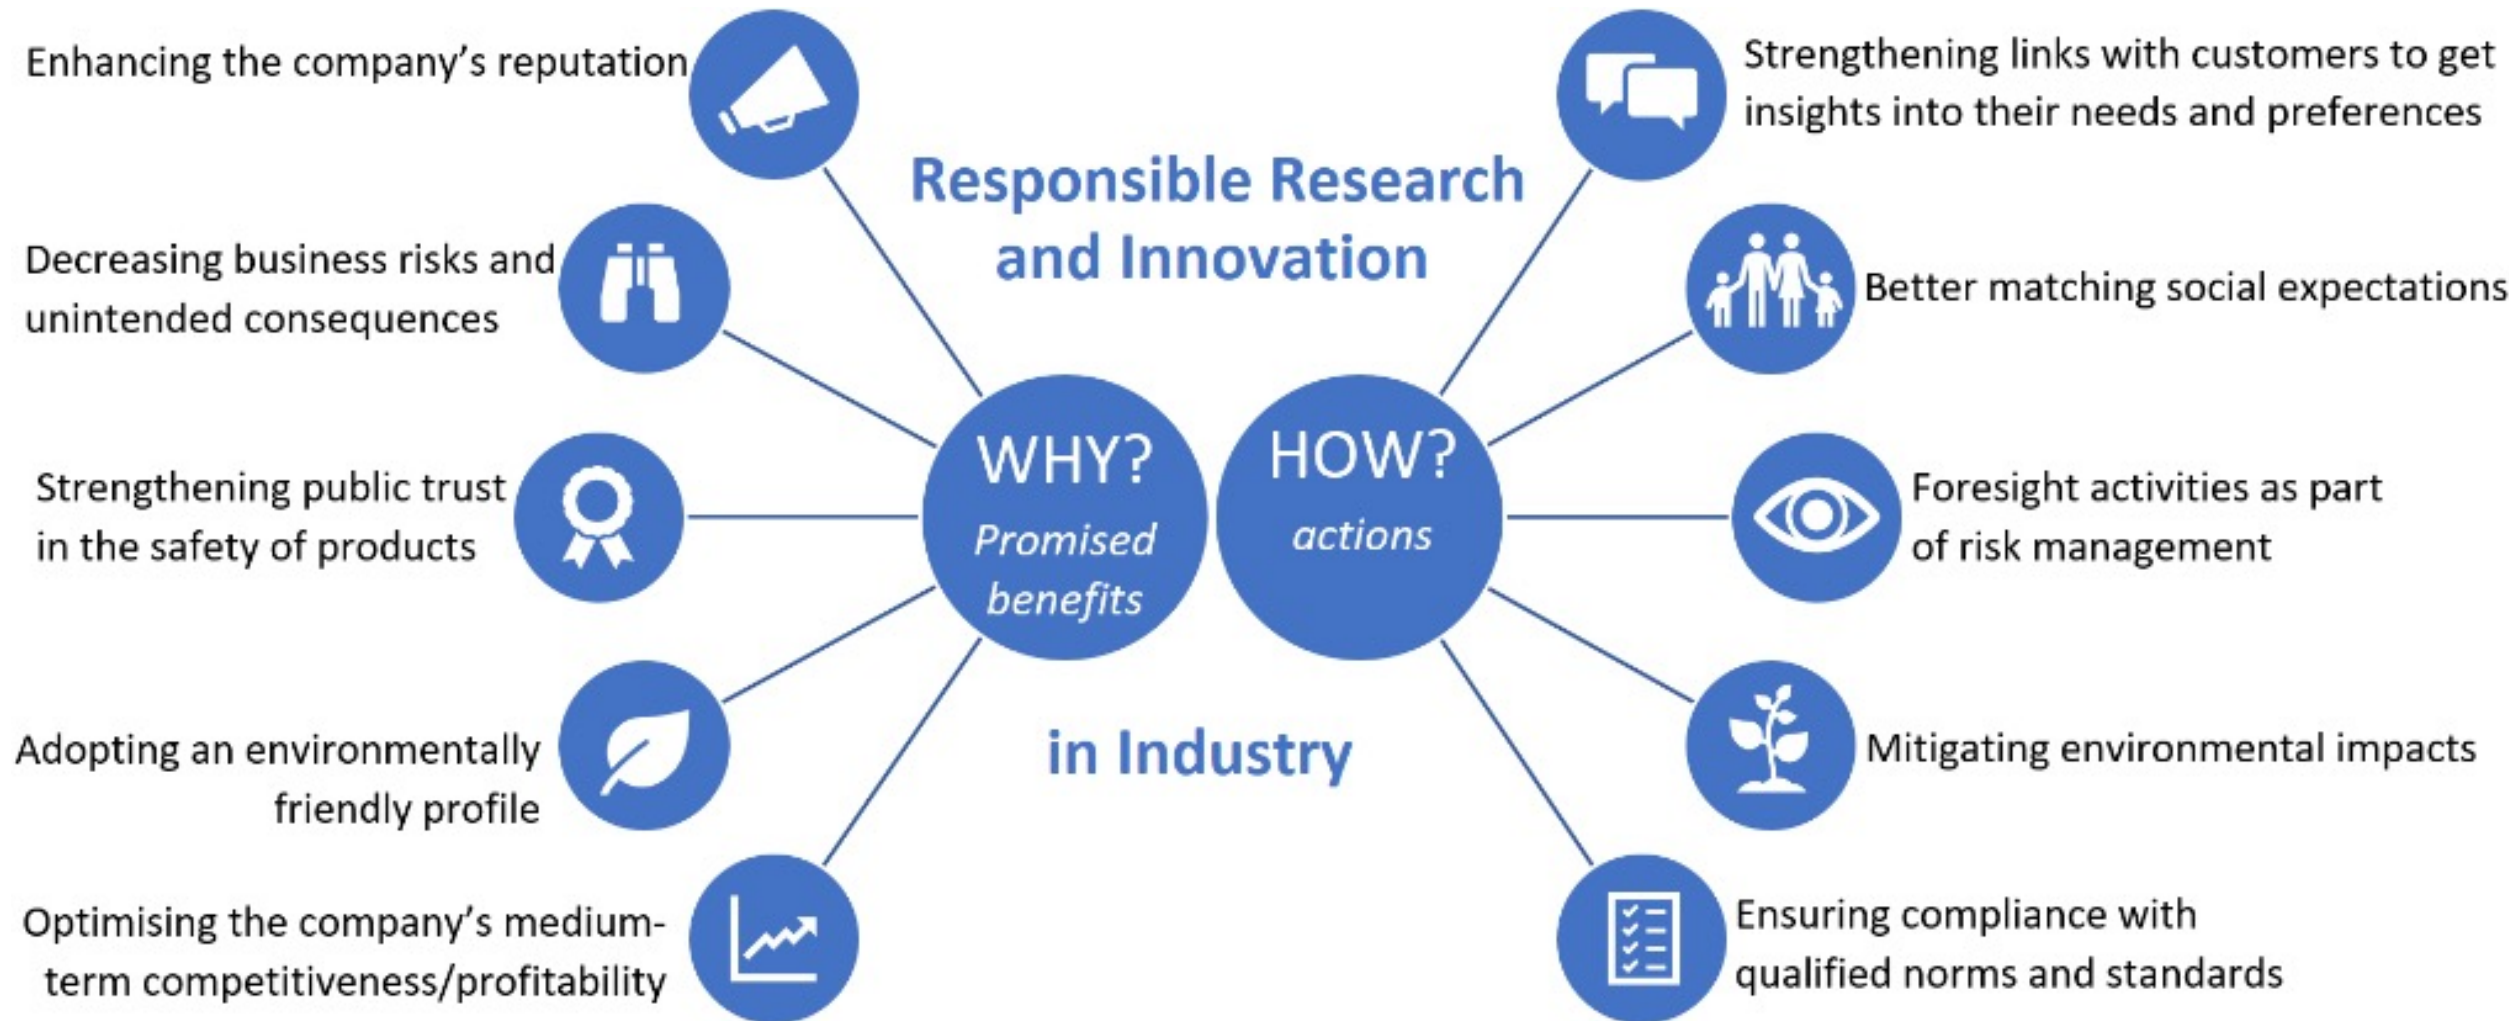 Responsible Research
and Innovation
in Industry
WHY?
Promised
benefits
Enhancing the company’s reputation
Decreasing business risks and
unintended consequences
Strengthening public trust
in the safety of products
Adopting an environmentally
friendly profile
Optimising the company’s medium-
term competitiveness/profitability
HOW?
actions
Strengthening links with customers to get
insights into their needs and preferences
Better matching social expectations
Foresight activities as part
of risk management
Mitigating environmental impacts
Ensuring compliance with
qualified norms and standards